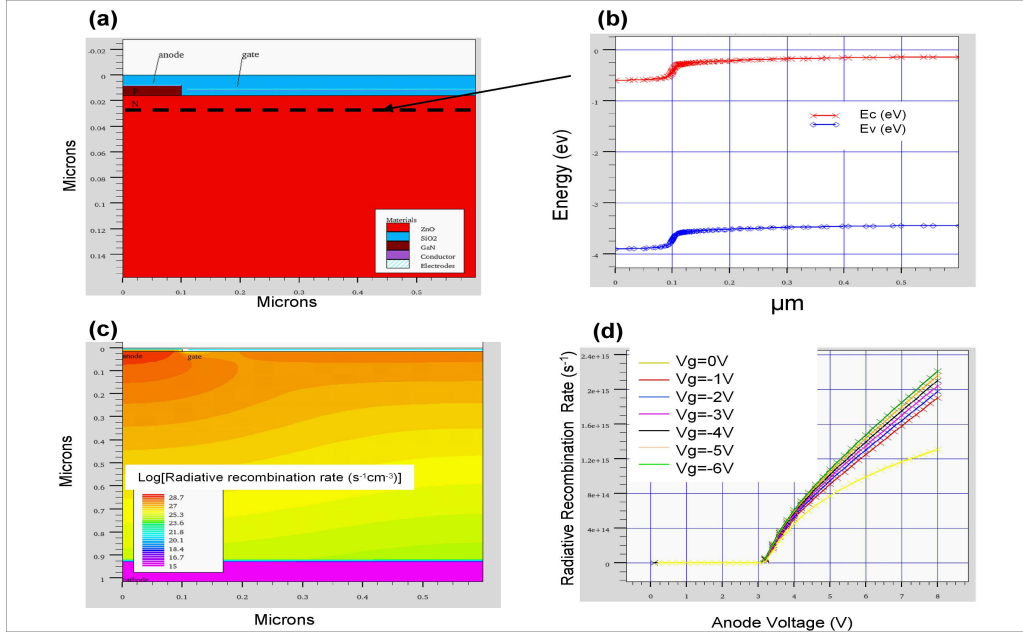 (a)
anode
gate
P
N
Microns
-0.02
0
0.02
0.04
0.06
0.08
0.1
0.12
0.14
Materials
ZnO
SiO2
GaN
Conductor
Electrodes
0
0.1
0.2
0.3
0.4
0.5
Microns
(b)
Energy (ev)
0
-1
-2
-3
-4
Ec (eV)
Ev (eV)
0
0.1
0.2
0.3
0.4
0.5
µm
(c)
anode
gate
Microns
0
0.1
0.2
0.3
0.4
0.5
0.6
0.7
0.8
0.9
1
Log[Radiative recombination rate (s-1cm-3)]
28.7
27
25.3
23.6
21.8
20.1
18.4
16.7
15
cathode
0
0.1
0.2
0.3
0.4
0.5
Microns
(d)
Radiative Recombination Rate (s-1)
2.4e+15
2e+15
1.6e+15
1.2e+15
8e+14
4e+14
0
Vg=0V
Vg=-1V
Vg=-2V
Vg=-3V
Vg=-4V
Vg=-5V
Vg=-6V
0
1
2
3
4
5
6
7
8
Anode Voltage (V)